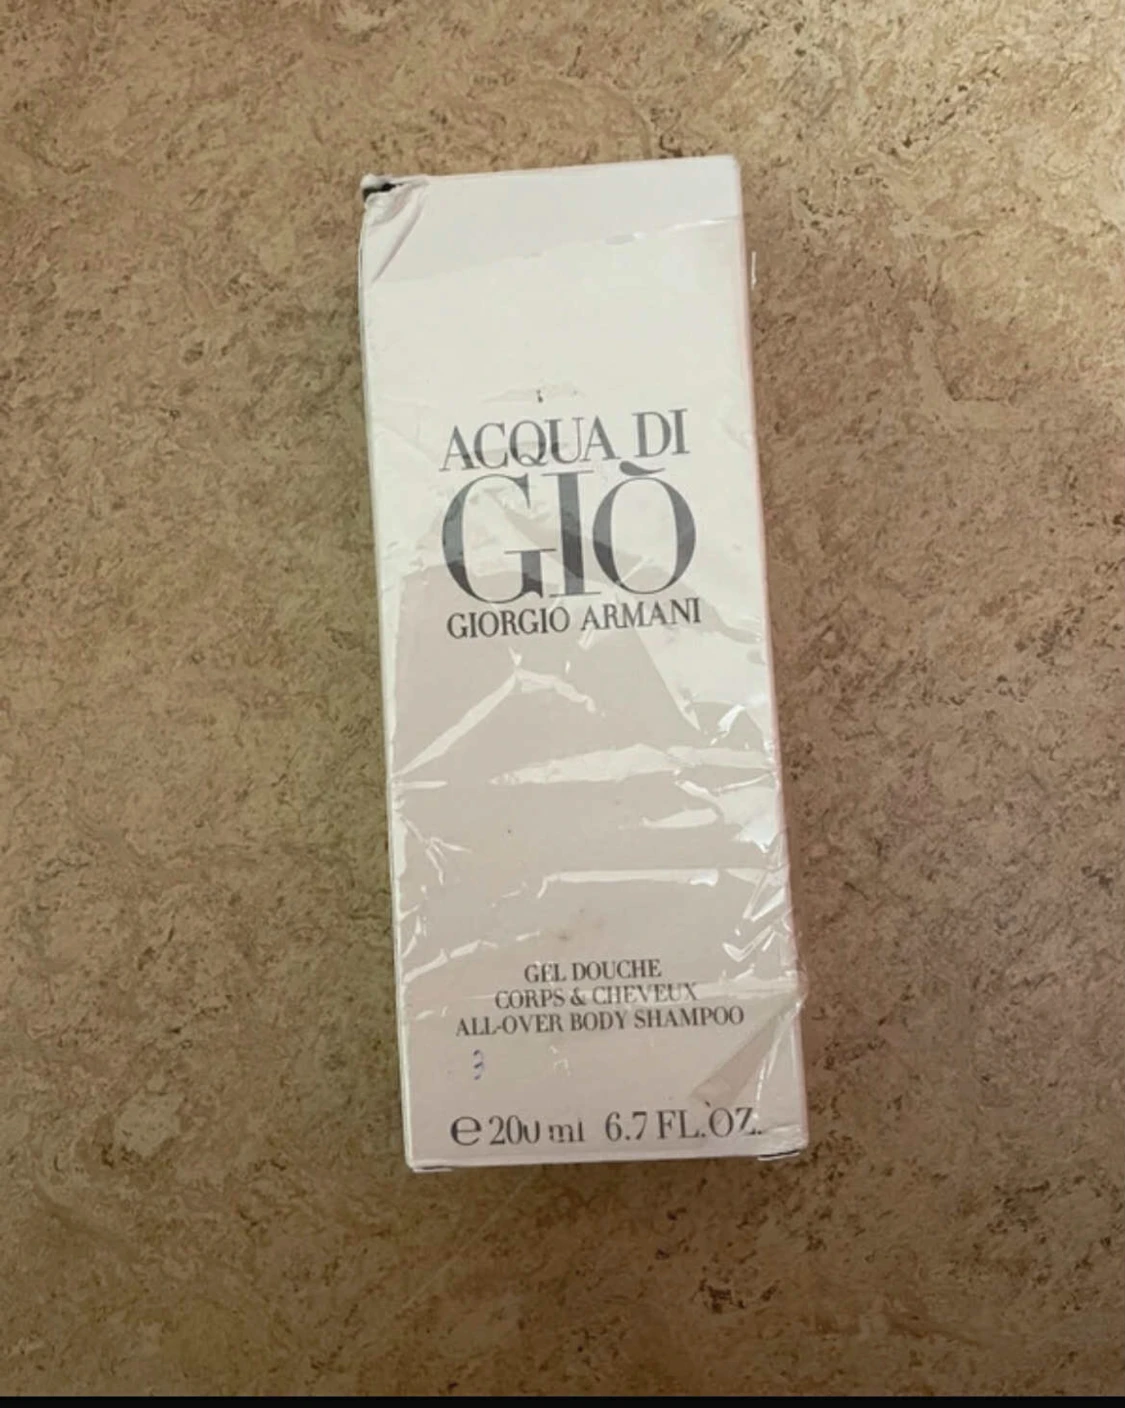 ACQUA DI
GIÒ
GIORGIO ARMANI
GEL DOUCHE
CORPS & CHEVEUX
ALL-OVER BODY SHAMPOO
℮ 200 ml 6.7 FL.OZ.